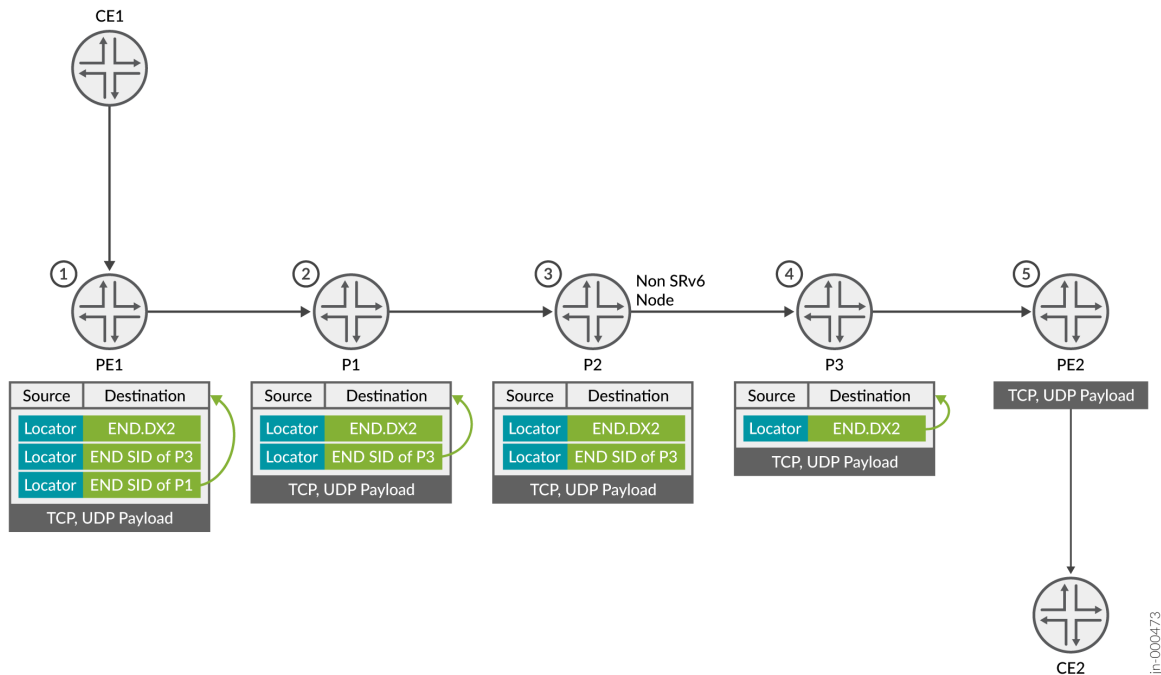 CE1
1
2
3
4
5
Non SRv6
Node
PE1
P1
P2
P3
PE2
Source Destination
Locator END.DX2
Locator END SID of P3
Locator END SID of P1
TCP, UDP Payload
Source Destination
Locator END.DX2
Locator END SID of P3
TCP, UDP Payload
Source Destination
Locator END.DX2
Locator END SID of P3
TCP, UDP Payload
Source Destination
Locator END.DX2
TCP, UDP Payload
TCP, UDP Payload
CE2
jn-000473